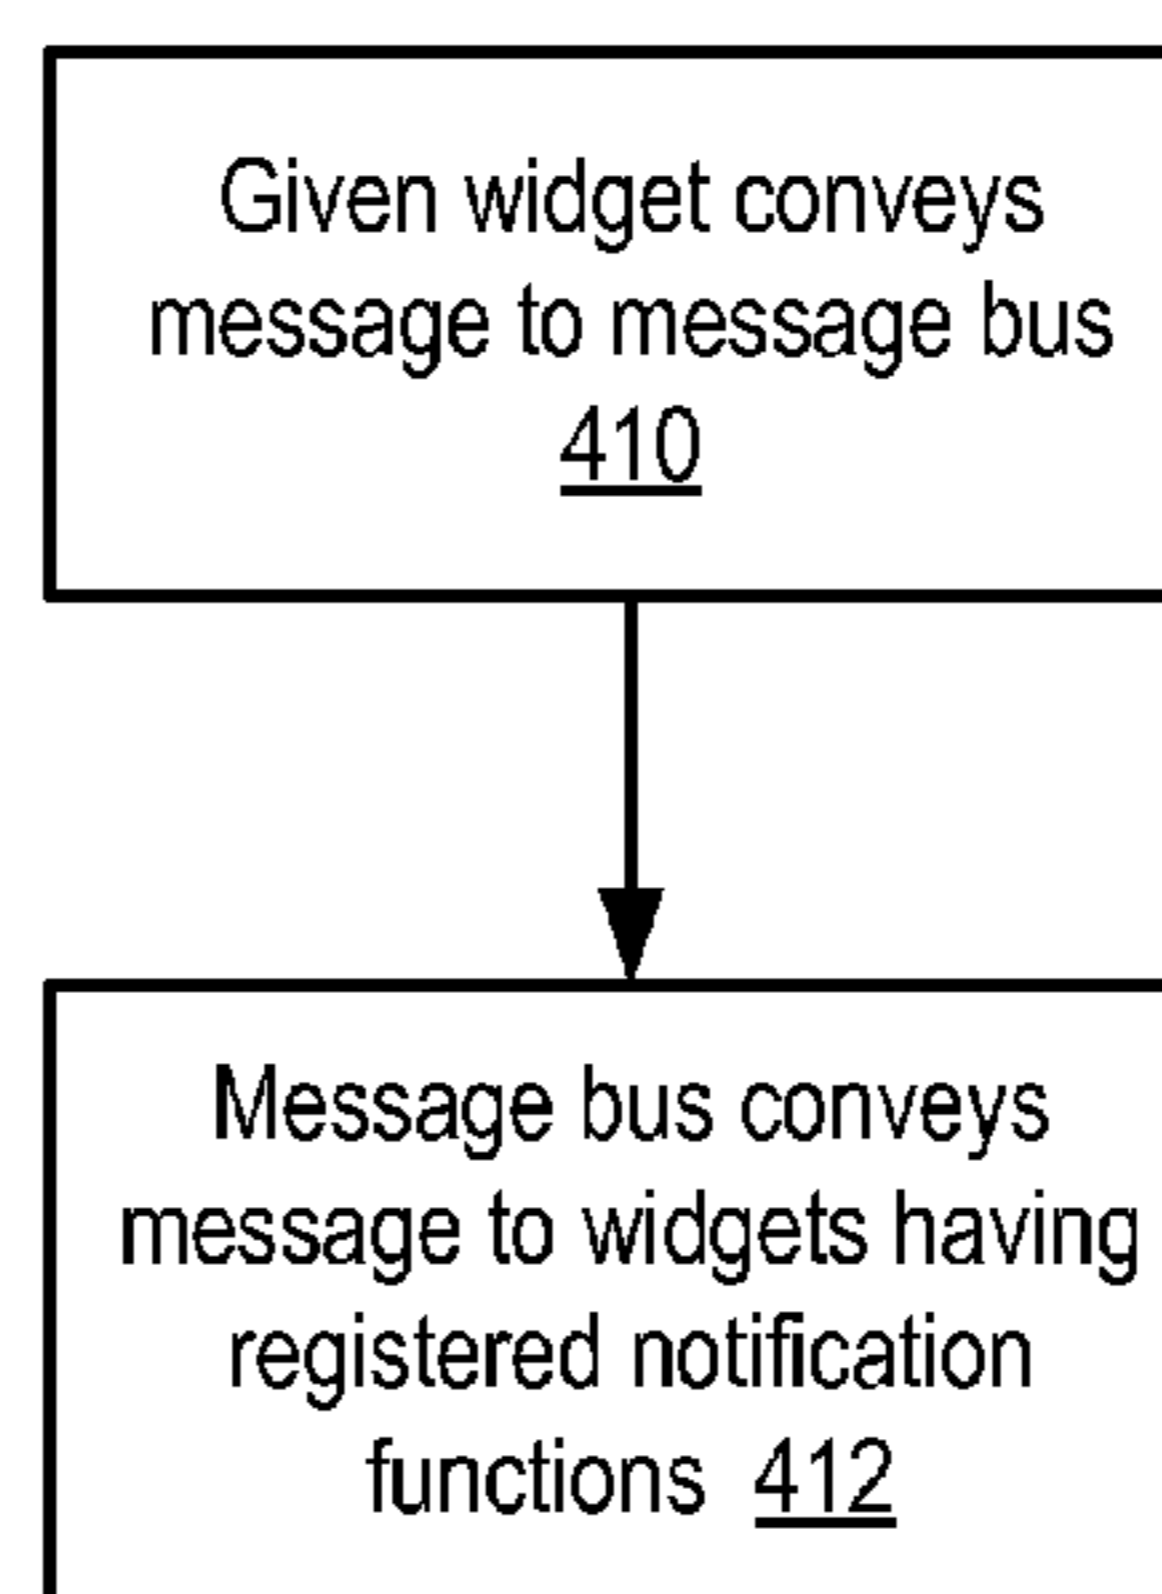 Given widget conveys
message to message bus
410
Message bus conveys
message to widgets having
registered notification
functions 412